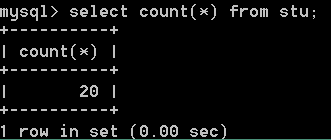 mysql> select count(*) from stu;
+----------+
| count(*) |
+----------+
|       20 |
+----------+
1 row in set (0.00 sec)